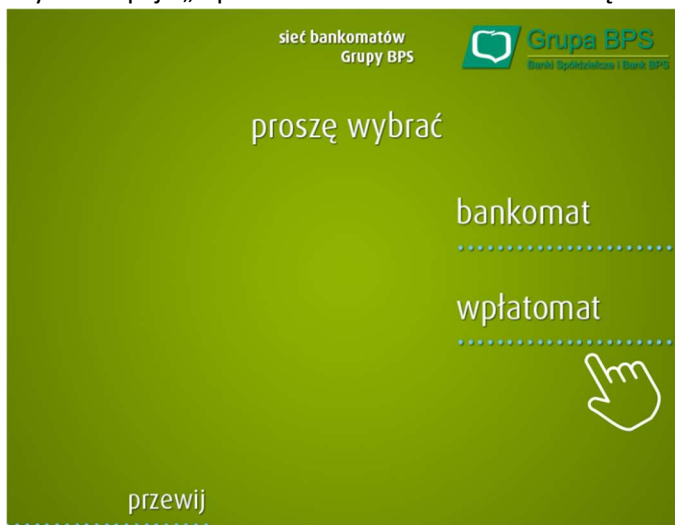 sieć bankomatów
Grupy BPS
Grupa BPS
Banki Spółdzielcze i Bank BPS
proszę wybrać
bankomat
wpłatomat
przewij